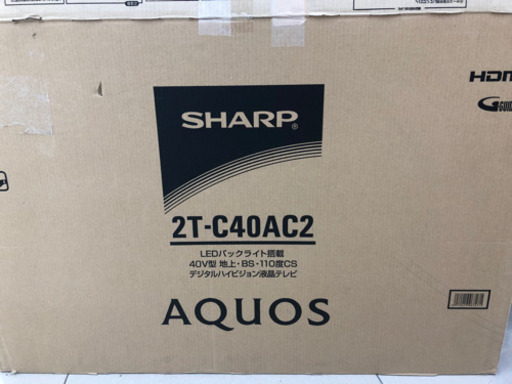 SHARP
2T-C40AC2
LEDバックライト搭載
40V型 地上・BS・110度CS
デジタルハイビジョン液晶テレビ
AQUOS
HDMI
G GUIDE